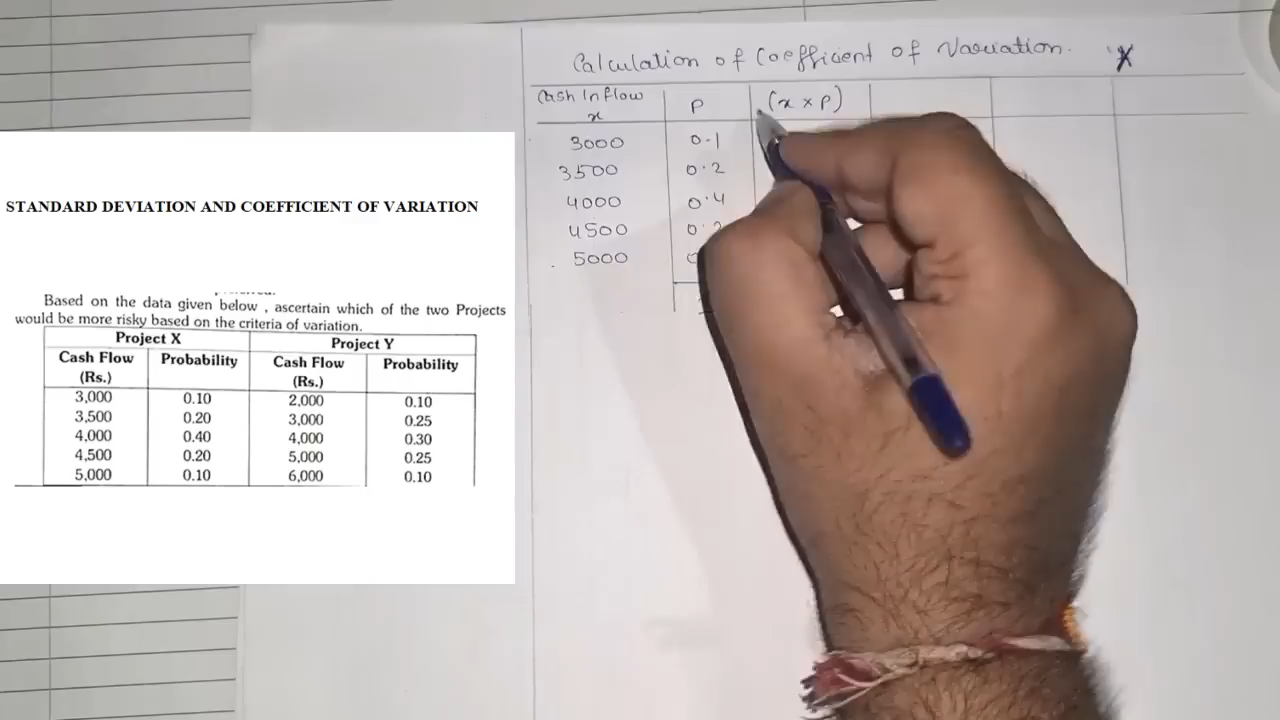 STANDARD DEVIATION AND COEFFICIENT OF VARIATION
Based on the data given below , ascertain which of the two Projects
would be more risky based on the criteria of variation.
Project X Project Y
Cash Flow Probability Cash Flow Probability
(Rs.) (Rs.)
3,000 0.10 2,000 0.10
3,500 0.20 3,000 0.25
4,000 0.40 4,000 0.30
4,500 0.20 5,000 0.25
5,000 0.10 6,000 0.10
Calculation of Coefficient of Variation. X
Cash Inflow P (x × P)
x
3000 0.1
3500 0.2
4000 0.4
4500
5000